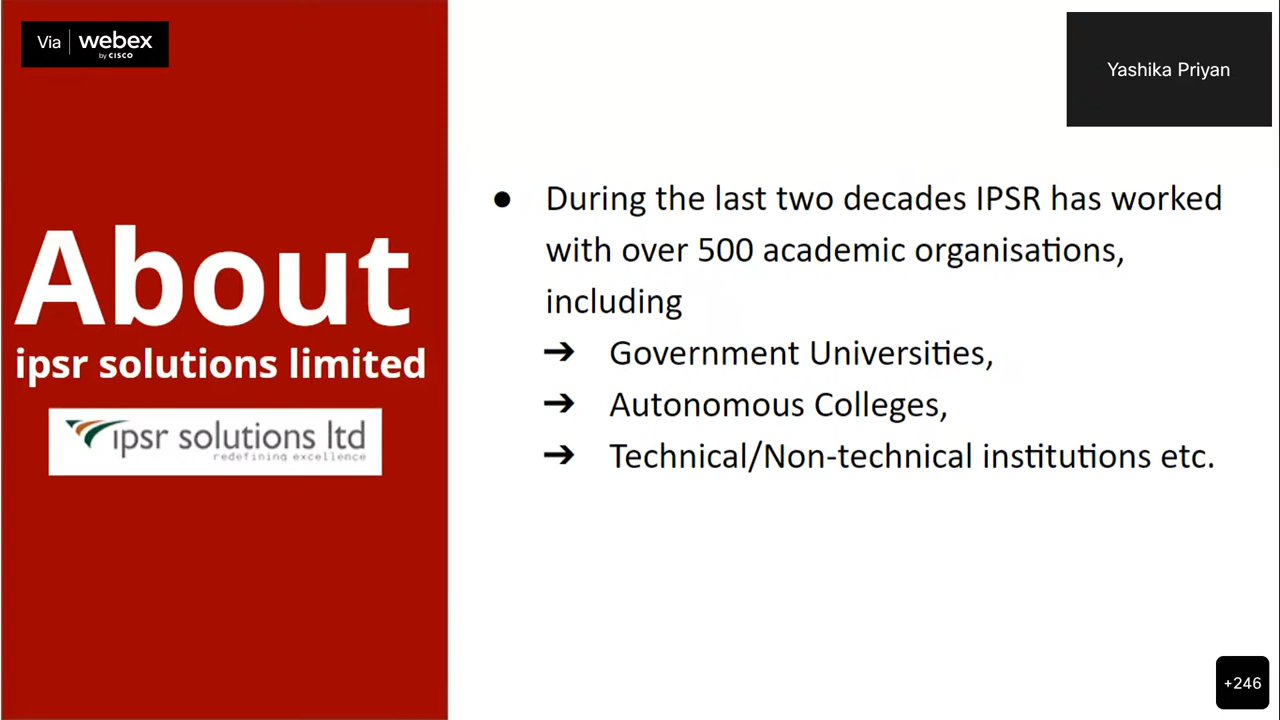 Via webex
by CISCO
Yashika Priyan
About
ipsr solutions limited
ipsr solutions ltd
redefining excellence
● During the last two decades IPSR has worked
with over 500 academic organisations,
including
➔ Government Universities,
➔ Autonomous Colleges,
➔ Technical/Non-technical institutions etc.
+246